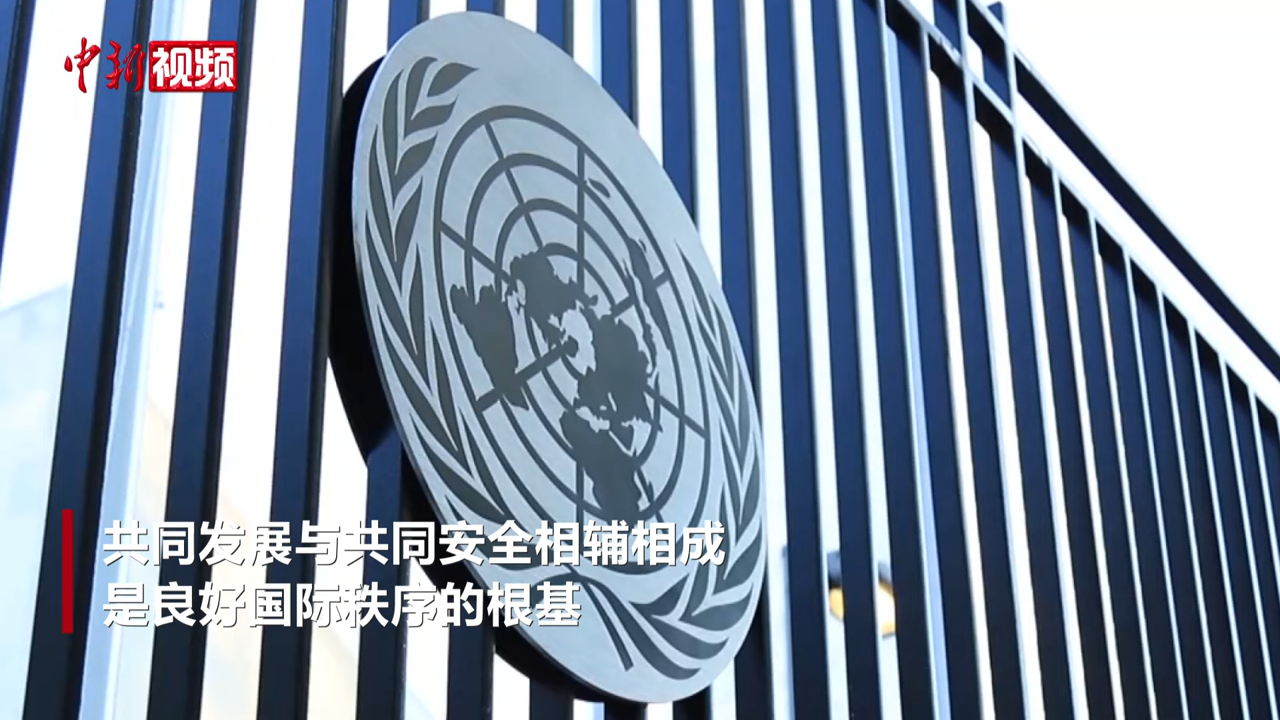 中新视频
共同发展与共同安全相辅相成
是良好国际秩序的根基